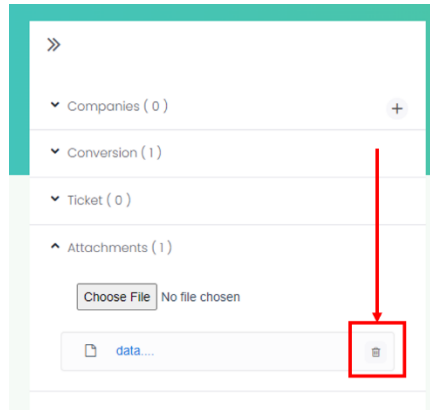 Companies ( 0 )
Conversion ( 1 )
Ticket ( 0 )
Attachments ( 1 )
Choose File No file chosen
data....